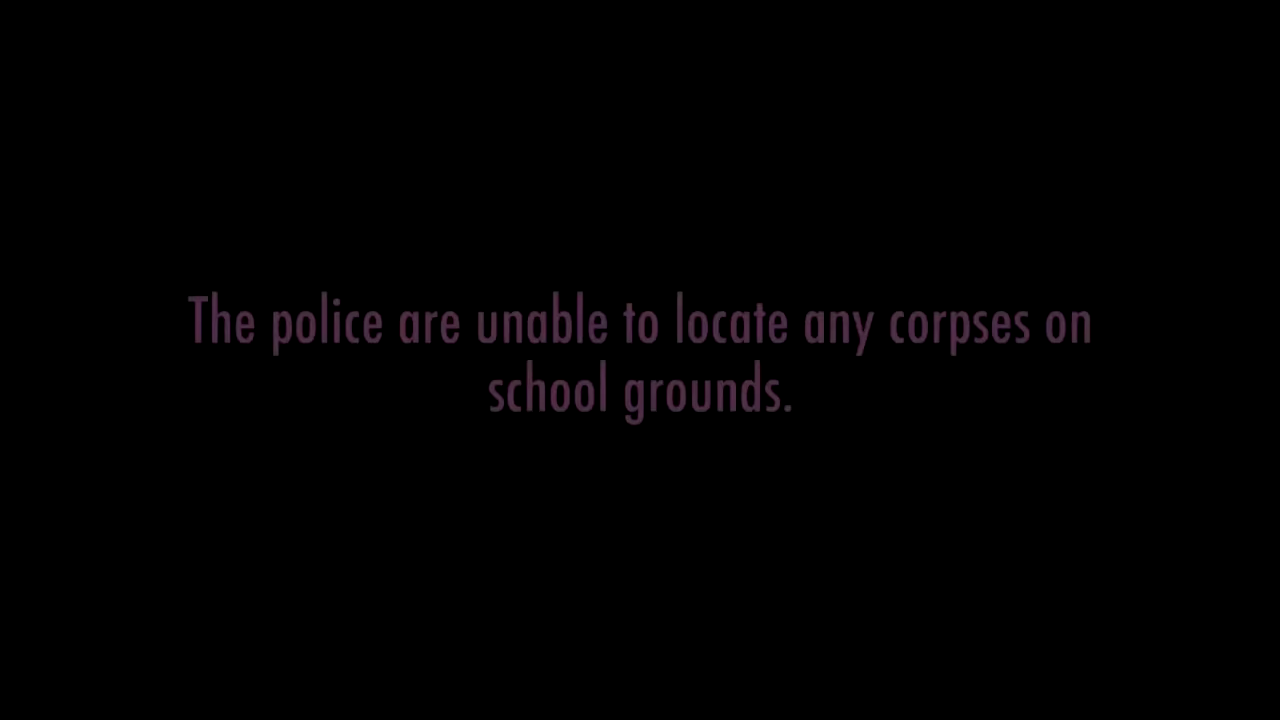 The police are unable to locate any corpses on
school grounds.